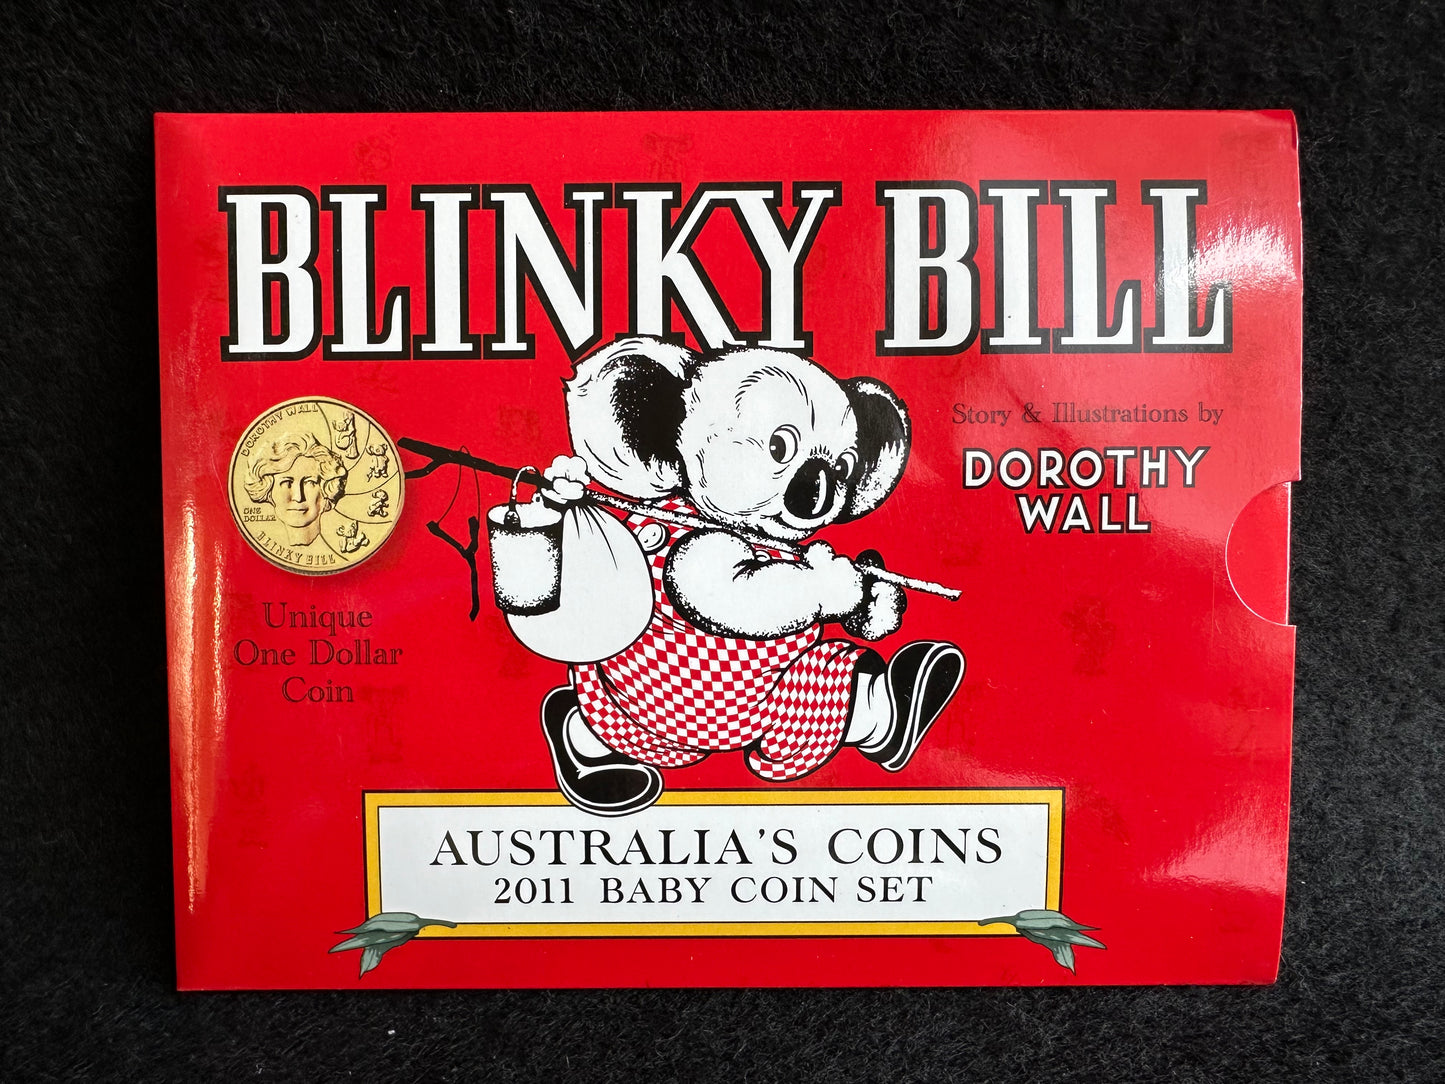 BLINKY BILL
Story & Illustrations by
DOROTHY
WALL
DOROTHY WALL
ONE
DOLLAR
BLINKY BILL
Unique
One Dollar
Coin
AUSTRALIA'S COINS
2011 BABY COIN SET